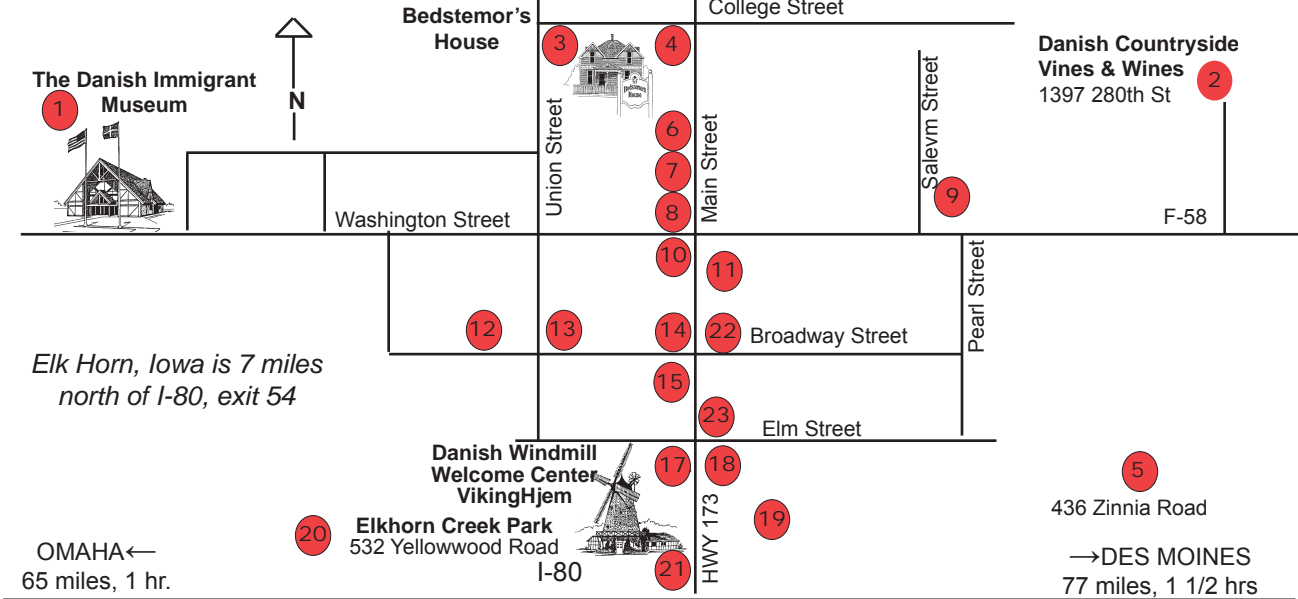 College Street
Bedstemor's
House
3
4
Bedstemor's
House
Danish Countryside
Vines & Wines
1397 280th St
2
The Danish Immigrant
Museum
1
N
6
7
8
Union Street
Main Street
Salevm Street
9
Washington Street
F-58
10
11
12
13
14
22
Broadway Street
Pearl Street
Elk Horn, Iowa is 7 miles
north of I-80, exit 54
15
23
Elm Street
Danish Windmill
Welcome Center
VikingHjem
17
18
5
436 Zinnia Road
19
20
Elkhorn Creek Park
532 Yellowwood Road
I-80
21
HWY 173
OMAHA←
65 miles, 1 hr.
→DES MOINES
77 miles, 1 1/2 hrs